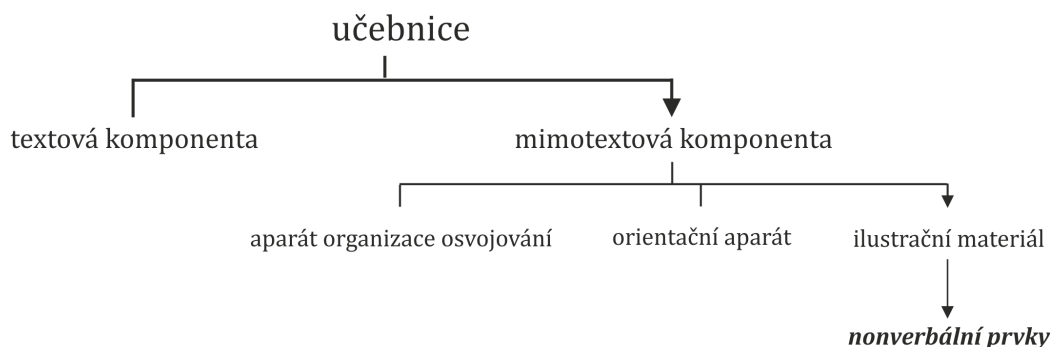 učebnice
textová komponenta
mimotextová komponenta
aparát organizace osvojování
orientační aparát
ilustrační materiál
nonverbální prvky